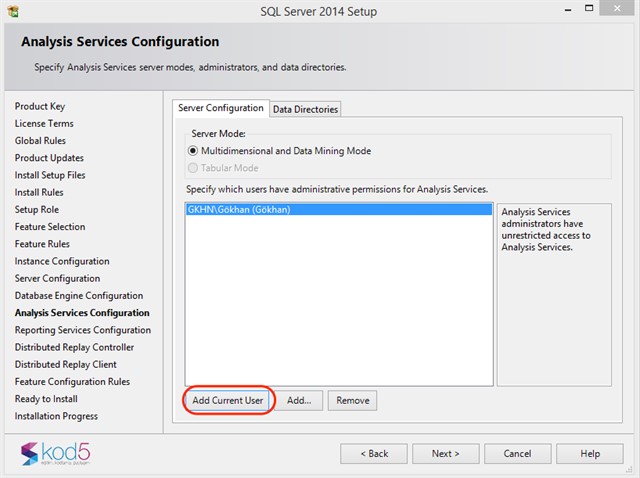 SQL Server 2014 Setup
Analysis Services Configuration
Specify Analysis Services server modes, administrators, and data directories.
Product Key
License Terms
Global Rules
Product Updates
Install Setup Files
Install Rules
Setup Role
Feature Selection
Feature Rules
Instance Configuration
Server Configuration
Database Engine Configuration
Analysis Services Configuration
Reporting Services Configuration
Distributed Replay Controller
Distributed Replay Client
Feature Configuration Rules
Ready to Install
Installation Progress
Server Configuration Data Directories
Server Mode:
Multidimensional and Data Mining Mode
Tabular Mode
Specify which users have administrative permissions for Analysis Services.
GKHN\Gökhan (Gökhan)
Analysis Services
administrators have
unrestricted access to
Analysis Services.
Add Current User Add... Remove
kod5
< Back Next > Cancel Help